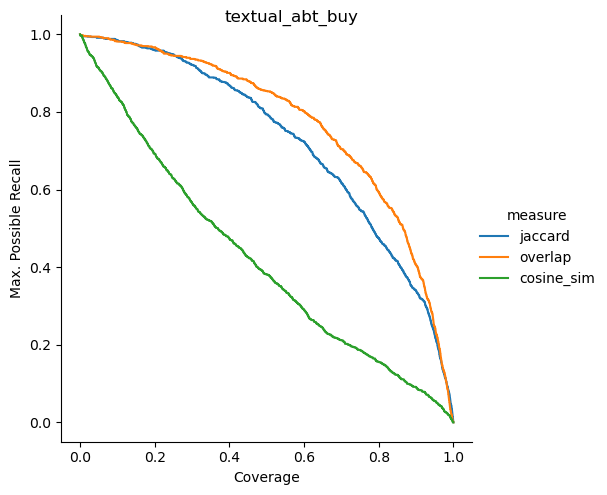 textual_abt_buy
1.0
0.8
0.6
0.4
0.2
0.0
Max. Possible Recall
0.0 0.2 0.4 0.6 0.8 1.0
Coverage
measure
jaccard
overlap
cosine_sim